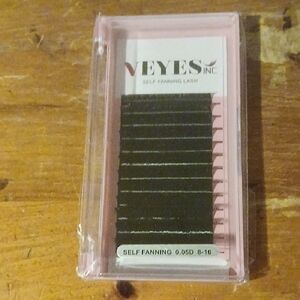 VEYES
INC
SELF FANNING LASH
SELF FANNING 0.05D 8-16